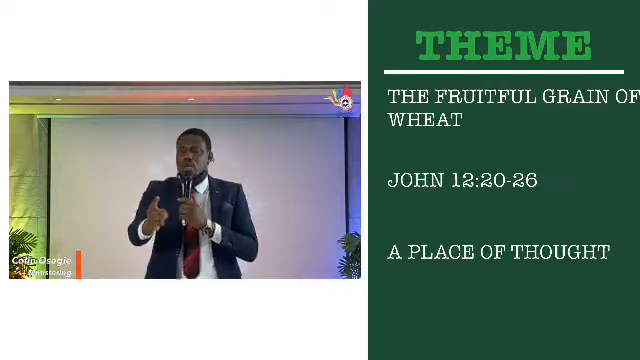 THEME
THE FRUITFUL GRAIN OF
WHEAT
JOHN 12:20-26
A PLACE OF THOUGHT
Colin Osagie
Ministering